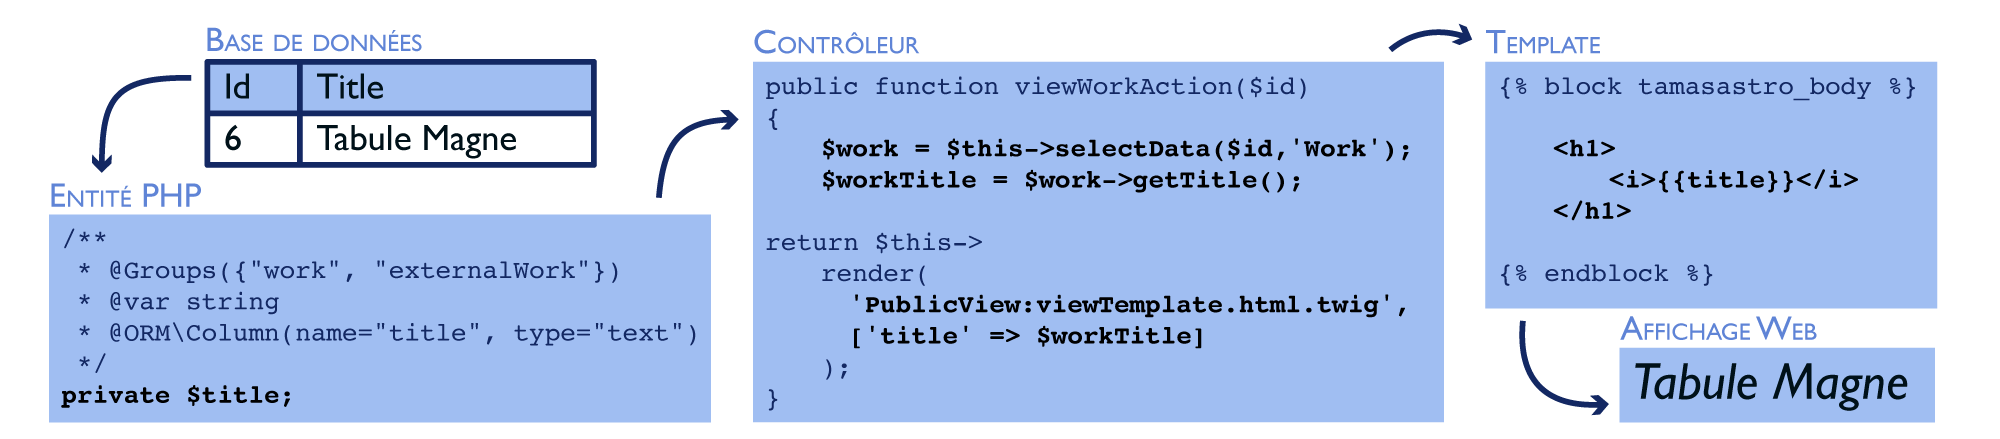 BASE DE DONNÉES
Id Title
6 Tabule Magne
ENTITÉ PHP
/**
* @Groups({"work", "externalWork"})
* @var string
* @ORM\Column(name="title", type="text")
*/
private $title;
CONTRÔLEUR
public function viewWorkAction($id)
{
$work = $this->selectData($id,'Work');
$workTitle = $work->getTitle();
return $this->
render(
'PublicView:viewTemplate.html.twig',
['title' => $workTitle]
);
}
TEMPLATE
{% block tamasastro_body %}
<h1>
<i>{{title}}</i>
</h1>
{% endblock %}
AFFICHAGE WEB
Tabule Magne